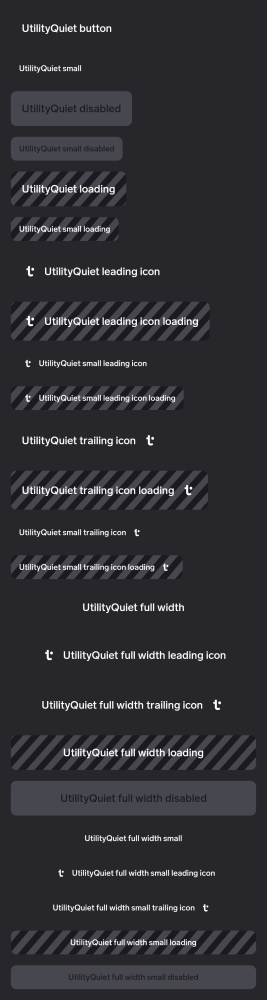 UtilityQuiet button
UtilityQuiet small
UtilityQuiet disabled
UtilityQuiet small disabled
UtilityQuiet loading
UtilityQuiet small loading
UtilityQuiet leading icon
UtilityQuiet leading icon loading
UtilityQuiet small leading icon
UtilityQuiet small leading icon loading
UtilityQuiet trailing icon
UtilityQuiet trailing icon loading
UtilityQuiet small trailing icon
UtilityQuiet small trailing icon loading
UtilityQuiet full width
UtilityQuiet full width leading icon
UtilityQuiet full width trailing icon
UtilityQuiet full width loading
UtilityQuiet full width disabled
UtilityQuiet full width small
UtilityQuiet full width small leading icon
UtilityQuiet full width small trailing icon
UtilityQuiet full width small loading
UtilityQuiet full width small disabled